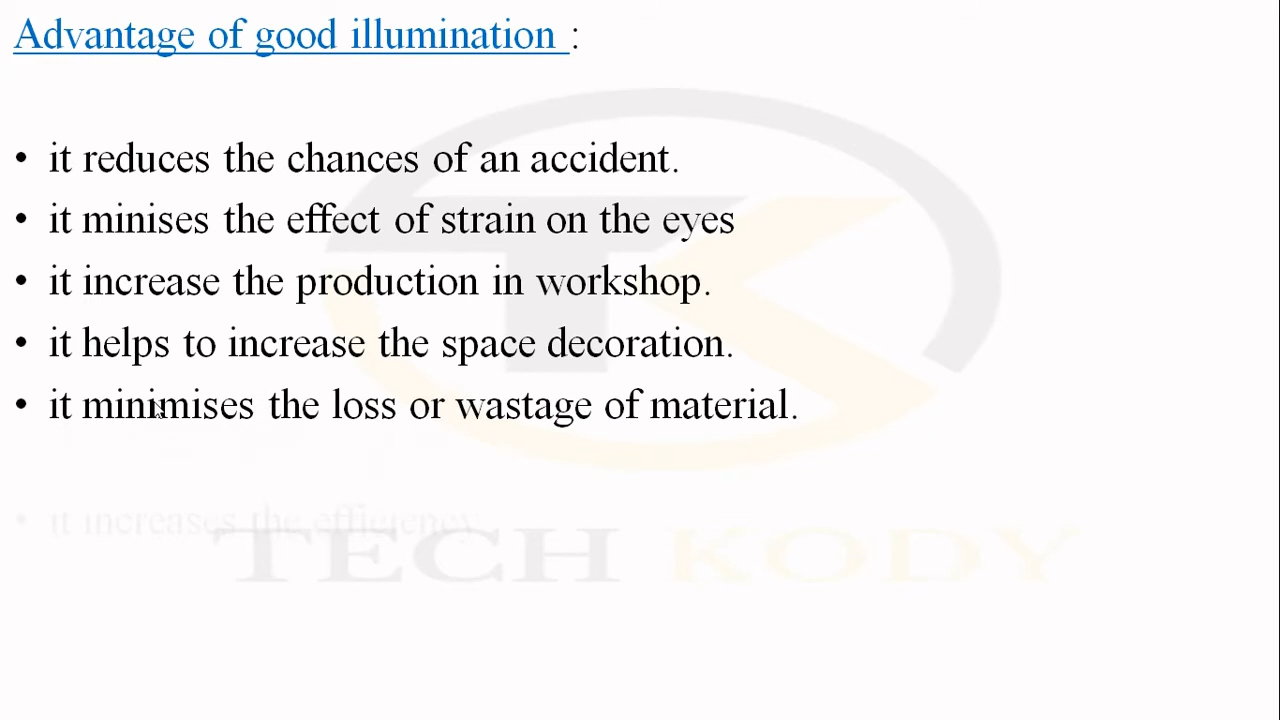 Advantage of good illumination :
• it reduces the chances of an accident.
• it minises the effect of strain on the eyes
• it increase the production in workshop.
• it helps to increase the space decoration.
• it minimises the loss or wastage of material.
• it increases the efficiency
TECH KODY